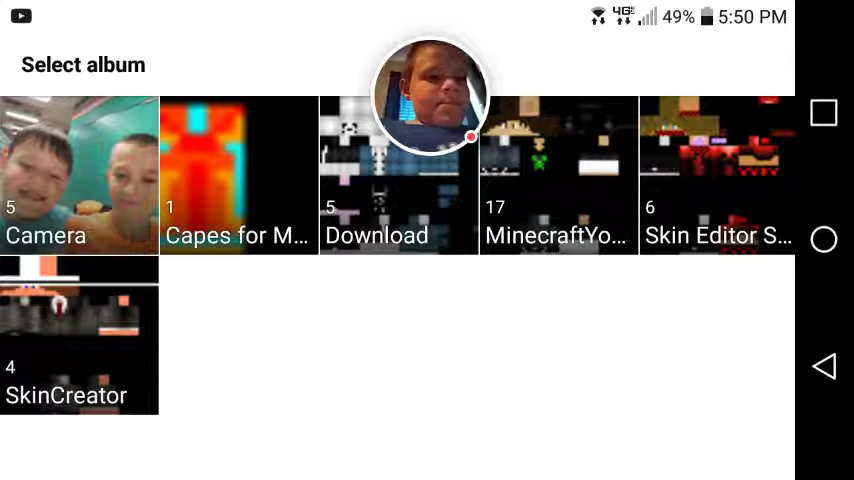 4G 49% 5:50 PM
Select album
5
Camera
1
Capes for M...
5
Download
17
MinecraftYo...
6
Skin Editor S...
4
SkinCreator